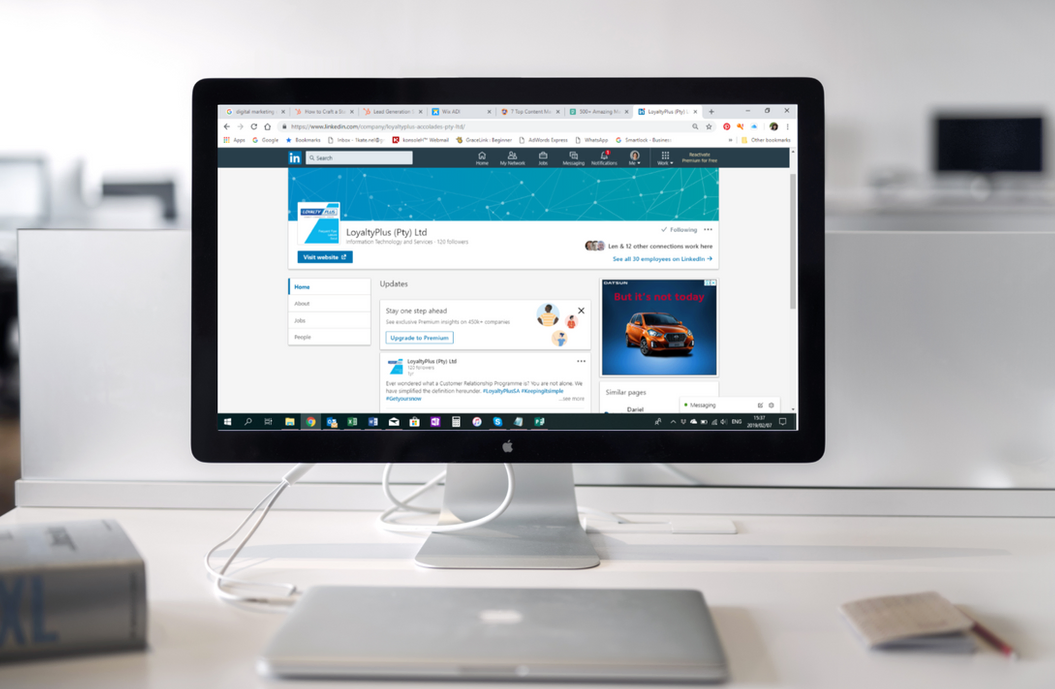 digital marketing
How to Craft a
Lead Generation
Wix ADI
7 Top Content M
500+ Amazing
LoyaltyPlus (Pty) L
https://www.linkedin.com/company/loyaltyplus-accolades-pty-ltd/
Apps
Google
Bookmarks
konsoleH™ Webmail
GraceLink : Beginner
AdWords Express
WhatsApp
Other bookmarks
in
Search
Home
My Network
Jobs
Messaging
Notifications
Me
Work
Reactivate
Premium for Free
LOYALTY PLUS
LoyaltyPlus (Pty) Ltd
Information Technology and Services · 120 followers
Following
Len & 12 other connections work here
Visit website
See all 30 employees on LinkedIn
Home
About
Jobs
People
Updates
Stay one step ahead
See exclusive Premium insights on 450k+ companies
Upgrade to Premium
LoyaltyPlus (Pty) Ltd
120 followers
Ever wondered what a Customer Relationship Programme is? You are not alone. We
have simplified the definition hereunder. #LoyaltyPlusSA #KeepingItsimple
#Getyoursnow
...see more
DATSUN
But it's not today
Similar pages
Daniel
Messaging
ENG
15:37
2019/02/07
XL